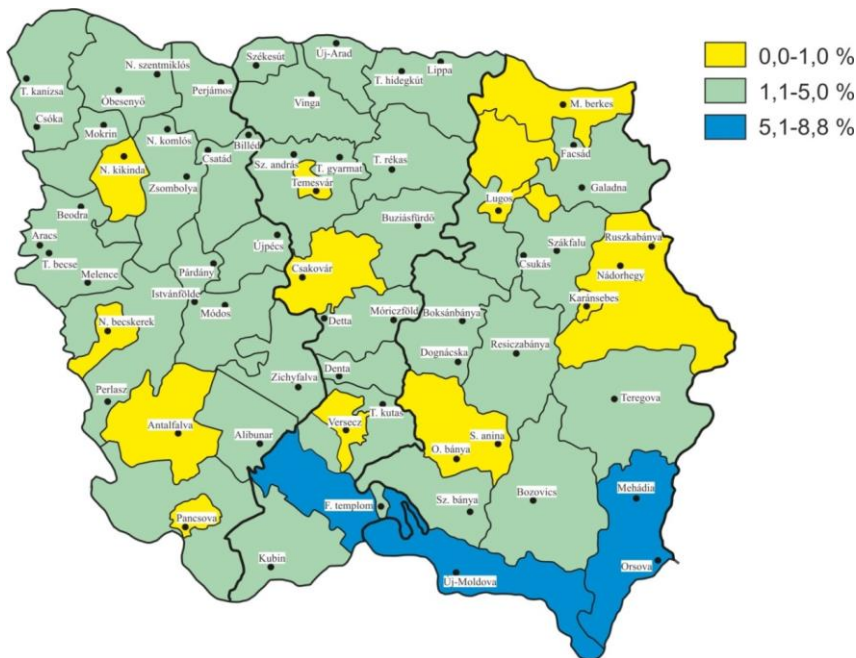 0,0-1,0 %
1,1-5,0 %
5,1-8,8 %
Székesút
Új-Arad
Lippa
T. hidegkút
N. szentmiklós
T. kanizsa
Óbesenyő
Perjámos
Vinga
M. berkes
Csóka
Mokrin
N. komlós
Billéd
Csatád
Sz. andrás
T. gyarmat
T. rékas
Facsád
N. kikinda
Zsombolya
Temesvár
Galadna
Lugos
Beodra
Buziásfürdő
Aracs
T. becse
Újpécs
Szákfalu
Csukás
Ruszkabánya
Nádorhegy
Melence
Párdány
Csakovár
Istvánfölde
Módos
Karánsebes
N. becskerek
Detta
Móriczföld
Boksánbánya
Dognácska
Resiczabánya
Zichyfalva
Denta
Perlasz
T. kutas
Teregova
Antalfalva
Alibunar
Versecz
S. anina
O. bánya
Pancsova
F. templom
Sz. bánya
Bozovics
Mehádia
Kubin
Új-Moldova
Orsova